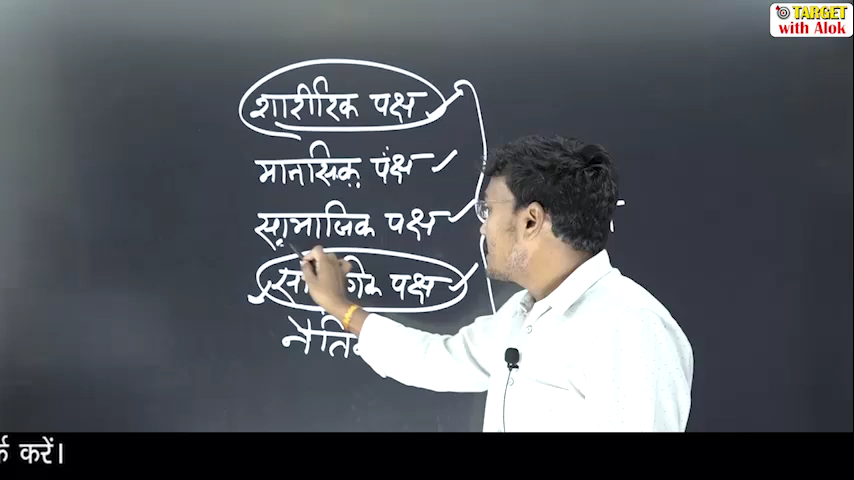 TARGET
with Alok
शारीरिक पक्ष
मानसिक पक्ष
सामाजिक पक्ष
पक्ष
करें।